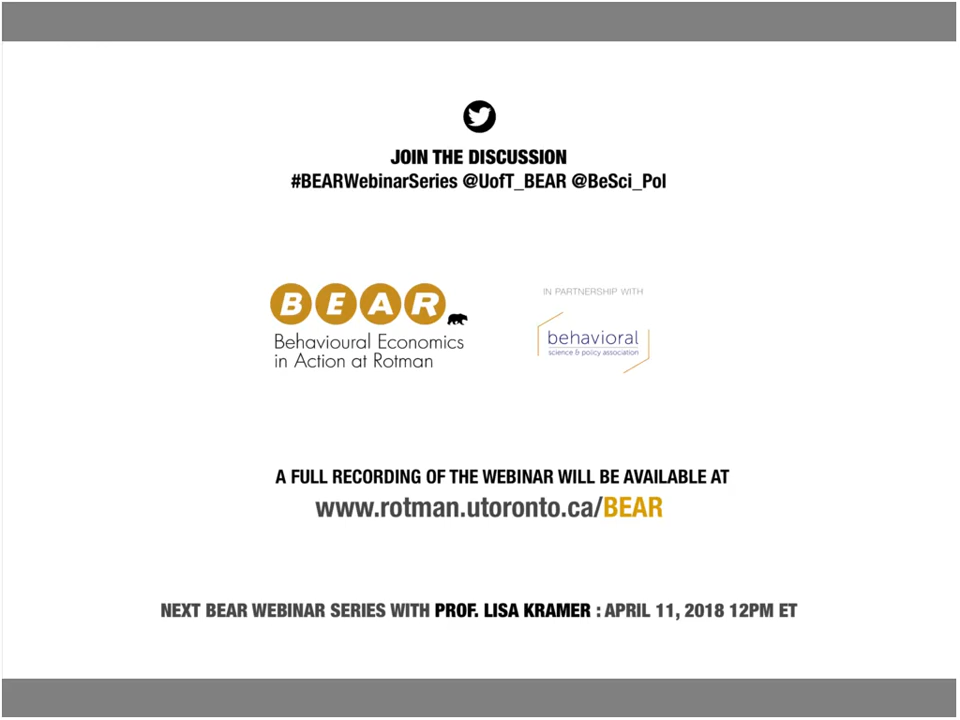 JOIN THE DISCUSSION
#BEARWebinarSeries @UofT_BEAR @BeSci_Pol
BEAR
Behavioural Economics
in Action at Rotman
IN PARTNERSHIP WITH
behavioral
science & policy association
A FULL RECORDING OF THE WEBINAR WILL BE AVAILABLE AT
www.rotman.utoronto.ca/BEAR
NEXT BEAR WEBINAR SERIES WITH PROF. LISA KRAMER : APRIL 11, 2018 12PM ET